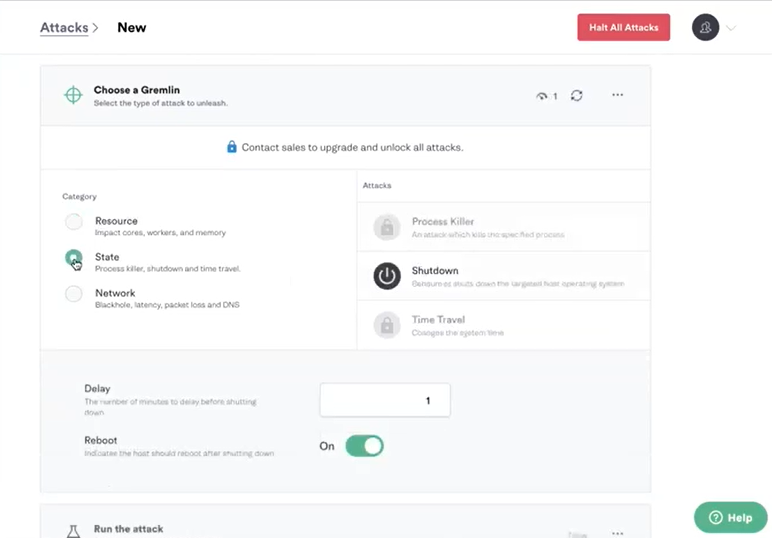 Attacks > New
Halt All Attacks
Choose a Gremlin
Select the type of attack to unleash.
1
Contact sales to upgrade and unlock all attacks.
Category
Resource
Impact cores, workers, and memory
State
Process killer, shutdown and time travel.
Network
Blackhole, latency, packet loss and DNS
Attacks
Process Killer
An attack which kills the specified process
Shutdown
shuts down the targeted host operating system
Time Travel
Changes the system time
Delay
The number of minutes to delay before shutting
down
1
Reboot
Indicates the host should reboot after shutting down
On
Run the attack
Help